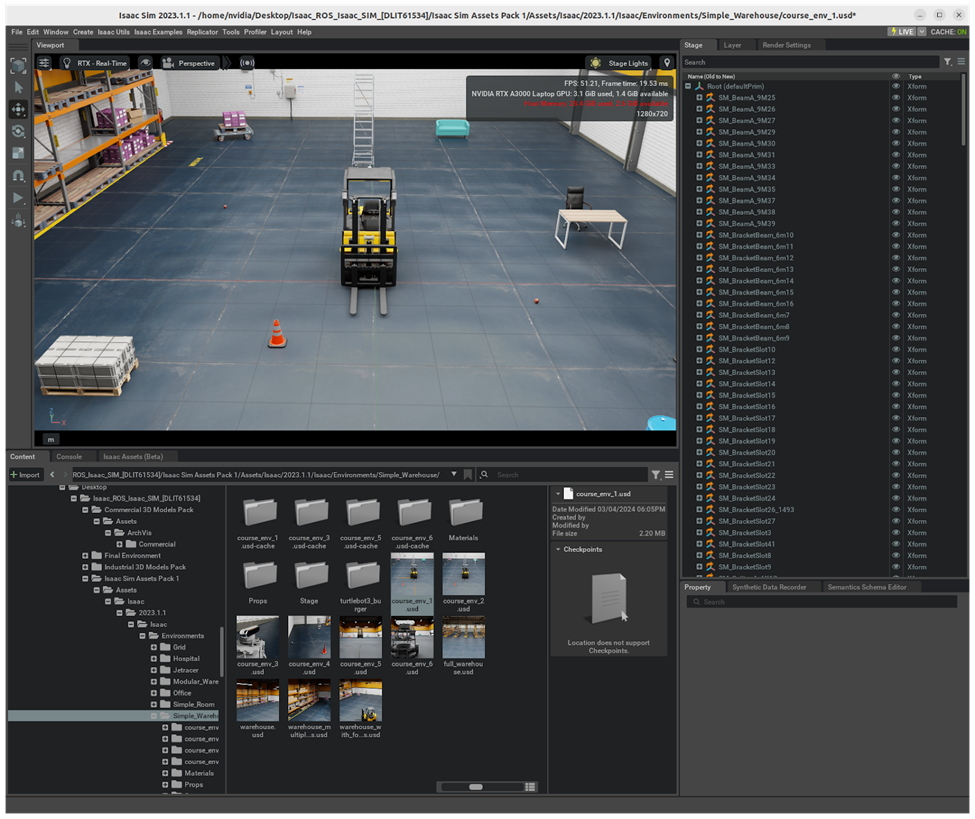 Isaac Sim 2023.1.1 - /home/nvidia/Desktop/Isaac_ROS_Isaac_SIM_[DLIT61534]/Isaac Sim Assets Pack 1/Assets/Isaac/2023.1.1/Isaac/Environments/Simple_Warehouse/course_env_1.usd*
File Edit Window Create Isaac Utils Isaac Examples Replicator Tools Profiler Layout Help
LIVE CACHE: ON
Viewport
RTX - Real-Time
Perspective
Stage Lights
FPS: 51.21, Frame time: 19.53 ms
NVIDIA RTX A3000 Laptop GPU: 3.1 GiB used, 1.4 GiB available
1280x720
m
Stage Layer Render Settings
Search
Name (Old to New) Type
Root (defaultPrim) Xform
SM_BeamA_9M25 Xform
SM_BeamA_9M26 Xform
SM_BeamA_9M27 Xform
SM_BeamA_9M29 Xform
SM_BeamA_9M30 Xform
SM_BeamA_9M31 Xform
SM_BeamA_9M33 Xform
SM_BeamA_9M34 Xform
SM_BeamA_9M35 Xform
SM_BeamA_9M37 Xform
SM_BeamA_9M38 Xform
SM_BeamA_9M39 Xform
SM_BracketBeam_6m10 Xform
SM_BracketBeam_6m11 Xform
SM_BracketBeam_6m12 Xform
SM_BracketBeam_6m13 Xform
SM_BracketBeam_6m14 Xform
SM_BracketBeam_6m15 Xform
SM_BracketBeam_6m16 Xform
SM_BracketBeam_6m7 Xform
SM_BracketBeam_6m8 Xform
SM_BracketBeam_6m9 Xform
SM_BracketSlot10 Xform
SM_BracketSlot12 Xform
SM_BracketSlot13 Xform
SM_BracketSlot14 Xform
SM_BracketSlot15 Xform
SM_BracketSlot16 Xform
SM_BracketSlot17 Xform
SM_BracketSlot18 Xform
SM_BracketSlot19 Xform
SM_BracketSlot20 Xform
SM_BracketSlot21 Xform
SM_BracketSlot22 Xform
SM_BracketSlot23 Xform
SM_BracketSlot24 Xform
SM_BracketSlot26_1493 Xform
SM_BracketSlot27 Xform
SM_BracketSlot3 Xform
SM_BracketSlot41 Xform
SM_BracketSlot8 Xform
SM_BracketSlot9 Xform
Content Console Isaac Assets (Beta)
Import
ROS_Isaac_SIM_[DLIT61534]/Isaac Sim Assets Pack 1/Assets/Isaac/2023.1.1/Isaac/Environments/Simple_Warehouse/
Search
Desktop
Isaac_ROS_Isaac_SIM_[DLIT61534]
Commercial 3D Models Pack
Assets
ArchVis
Commercial
Final Environment
Industrial 3D Models Pack
Isaac Sim Assets Pack 1
Assets
Isaac
2023.1.1
Isaac
Environments
Grid
Hospital
Jetracer
Modular_Ware
Office
Simple_Room
Simple_Wareh
course_env
course_env
course_env
course_env
Materials
Props
course_env_1
.usd-cache
course_env_3
.usd-cache
course_env_5
.usd-cache
course_env_6
.usd-cache
Materials
Props
Stage
turtlebot3_bu
rger
course_env_1
.usd
course_env_2
.usd
course_env_3
.usd
course_env_4
.usd
course_env_5
.usd
course_env_6
.usd
full_warehou
se.usd
warehouse.
usd
warehouse_m
ultipl...s.usd
warehouse_w
ith_fo...s.usd
course_env_1.usd
Date Modified 03/04/2024 06:05PM
Created by
Modified by
File size 2.20 MB
Checkpoints
Location does not support
Checkpoints.
Property Synthetic Data Recorder Semantics Schema Editor
Search